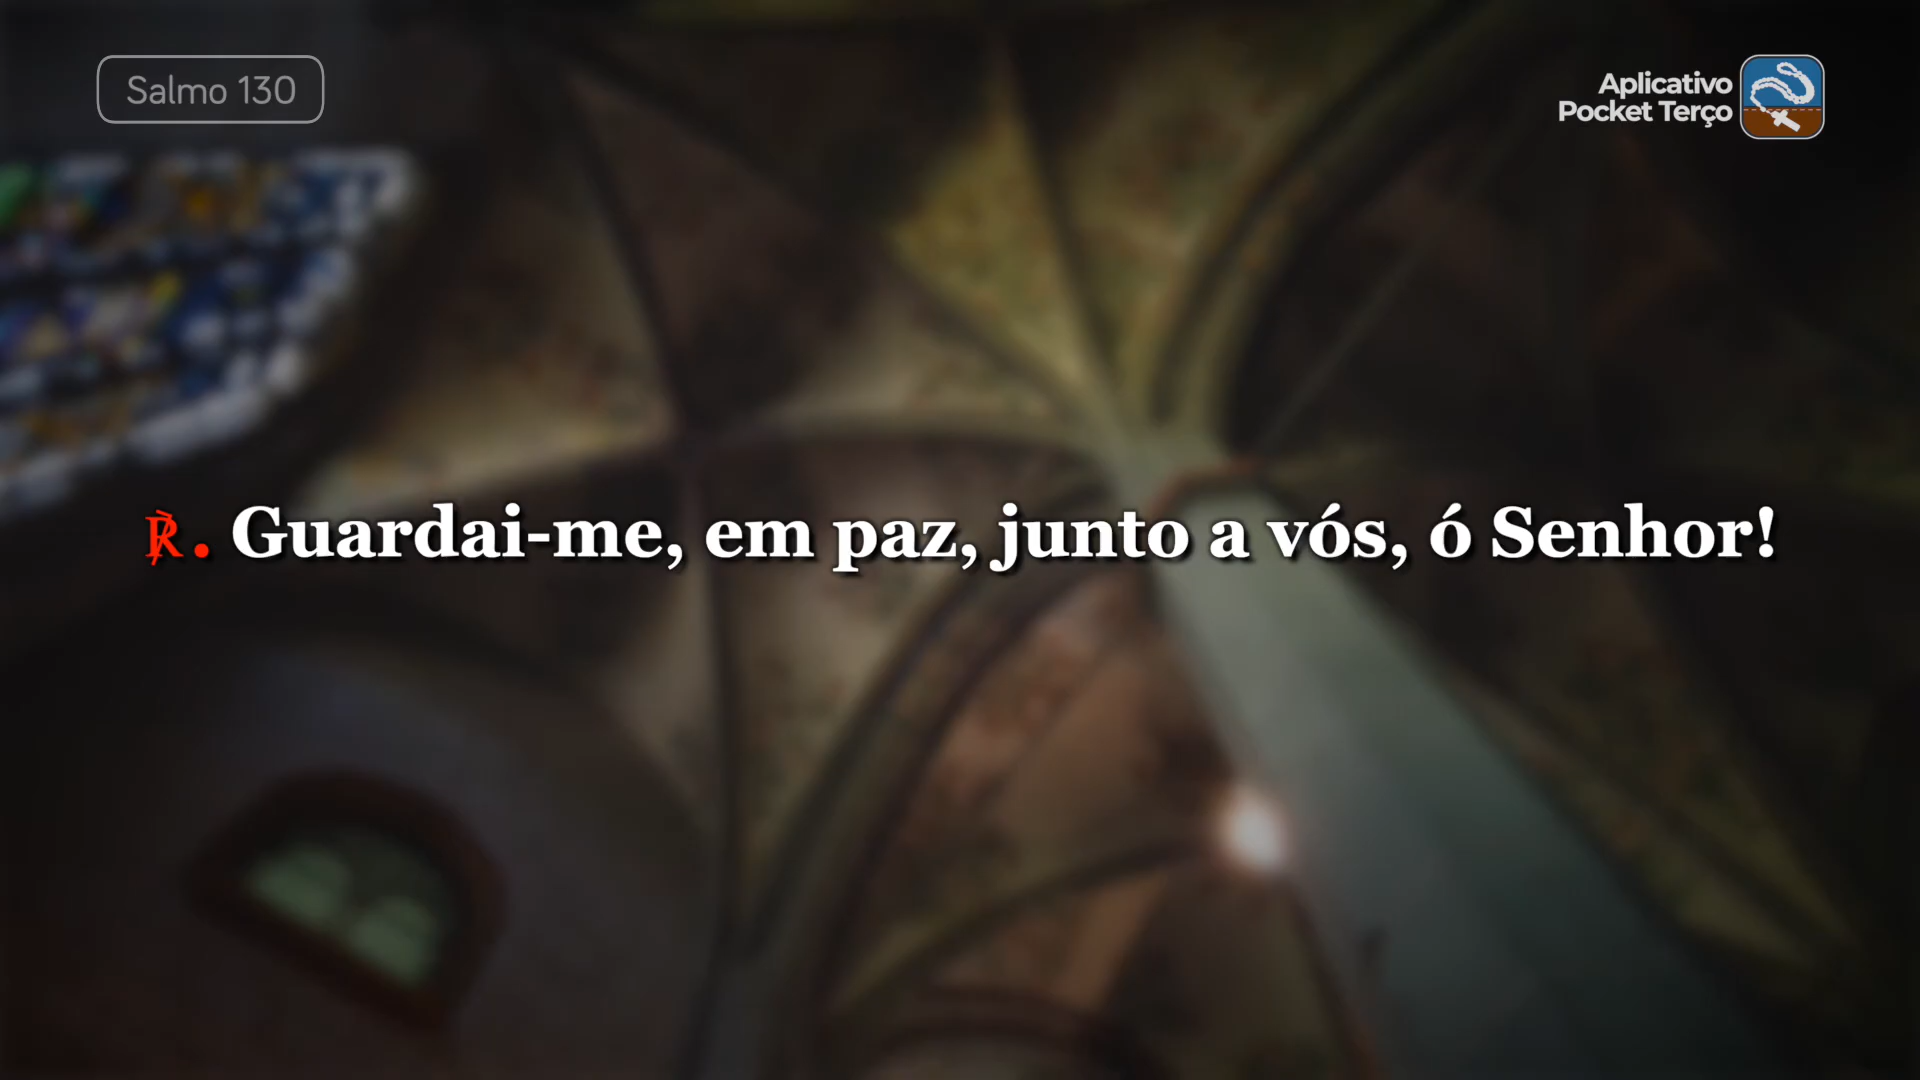 Salmo 130
Aplicativo
Pocket Terço
℟. Guardai-me, em paz, junto a vós, ó Senhor!